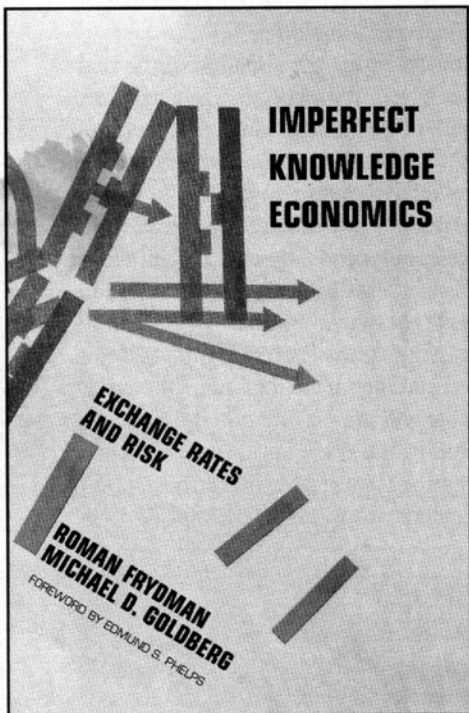 IMPERFECT
KNOWLEDGE
ECONOMICS
EXCHANGE RATES
AND RISK
ROMAN FRYDMAN
MICHAEL D. GOLDBERG
FOREWORD BY EDMUND S. PHELPS